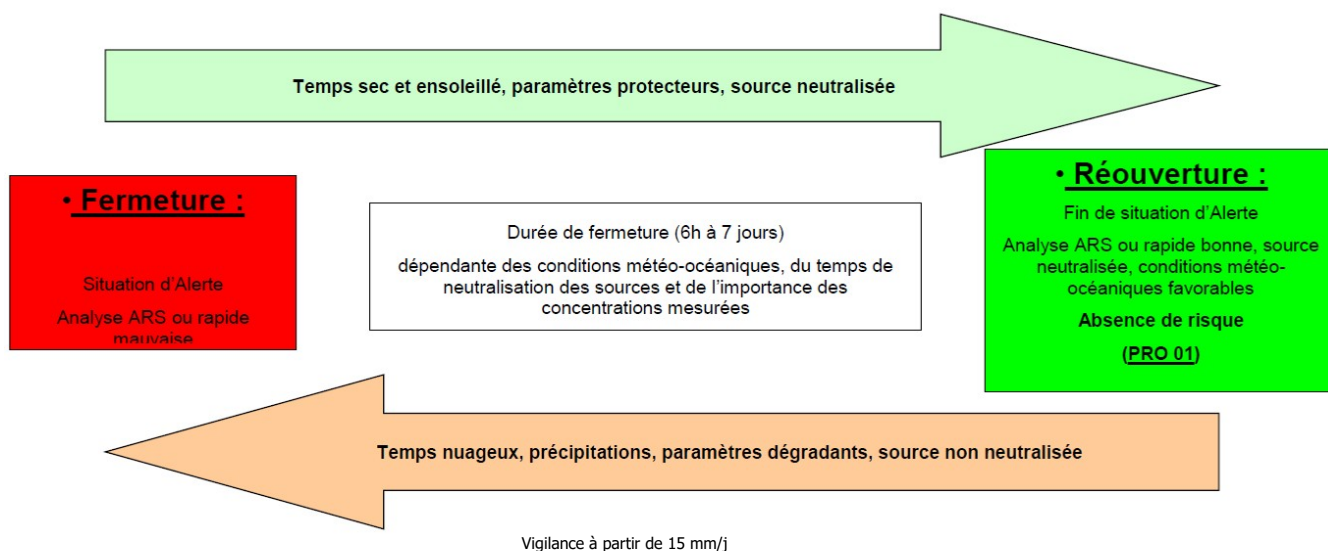 Temps sec et ensoleillé, paramètres protecteurs, source neutralisée
• Fermeture :
Situation d'Alerte
Analyse ARS ou rapide
mauvaise
Durée de fermeture (6h à 7 jours)
dépendante des conditions météo-océaniques, du temps de
neutralisation des sources et de l'importance des
concentrations mesurées
• Réouverture :
Fin de situation d'Alerte
Analyse ARS ou rapide bonne, source
neutralisée, conditions météo-
océaniques favorables
Absence de risque
(PRO 01)
Temps nuageux, précipitations, paramètres dégradants, source non neutralisée
Vigilance à partir de 15 mm/j